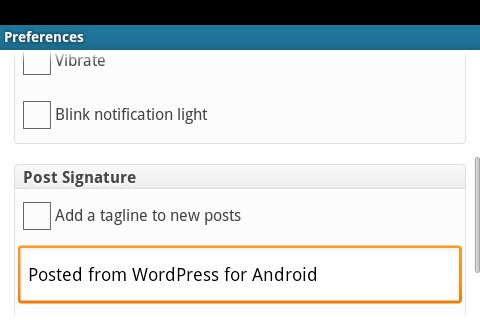 Preferences
Vibrate
Blink notification light
Post Signature
Add a tagline to new posts
Posted from WordPress for Android